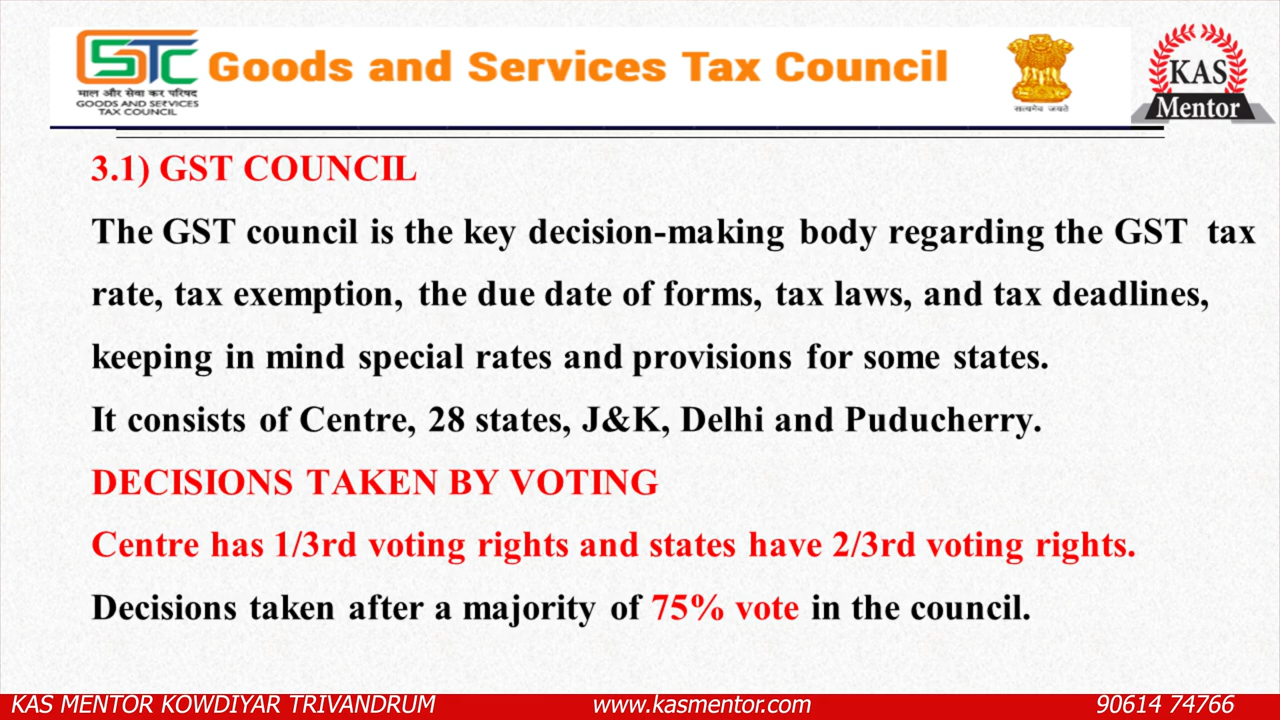 GSTC
माल और सेवा कर परिषद
GOODS AND SERVICES
TAX COUNCIL
Goods and Services Tax Council
सत्यमेव जयते
KAS
Mentor
3.1) GST COUNCIL
The GST council is the key decision-making body regarding the GST tax
rate, tax exemption, the due date of forms, tax laws, and tax deadlines,
keeping in mind special rates and provisions for some states.
It consists of Centre, 28 states, J&K, Delhi and Puducherry.
DECISIONS TAKEN BY VOTING
Centre has 1/3rd voting rights and states have 2/3rd voting rights.
Decisions taken after a majority of 75% vote in the council.
KAS MENTOR KOWDIYAR TRIVANDRUM www.kasmentor.com 90614 74766